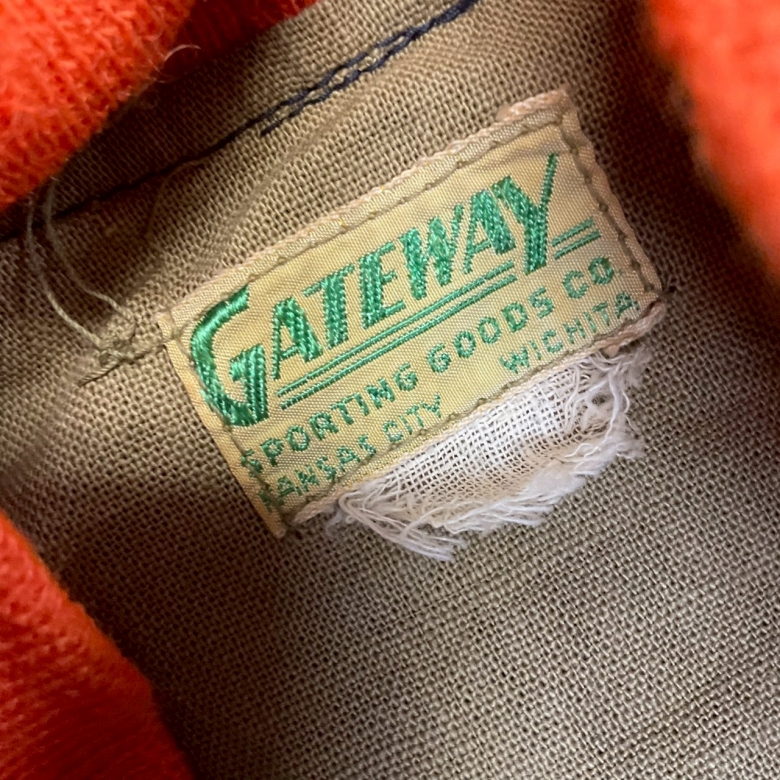 GATEWAY
SPORTING GOODS CO.
KANSAS CITY WICHITA